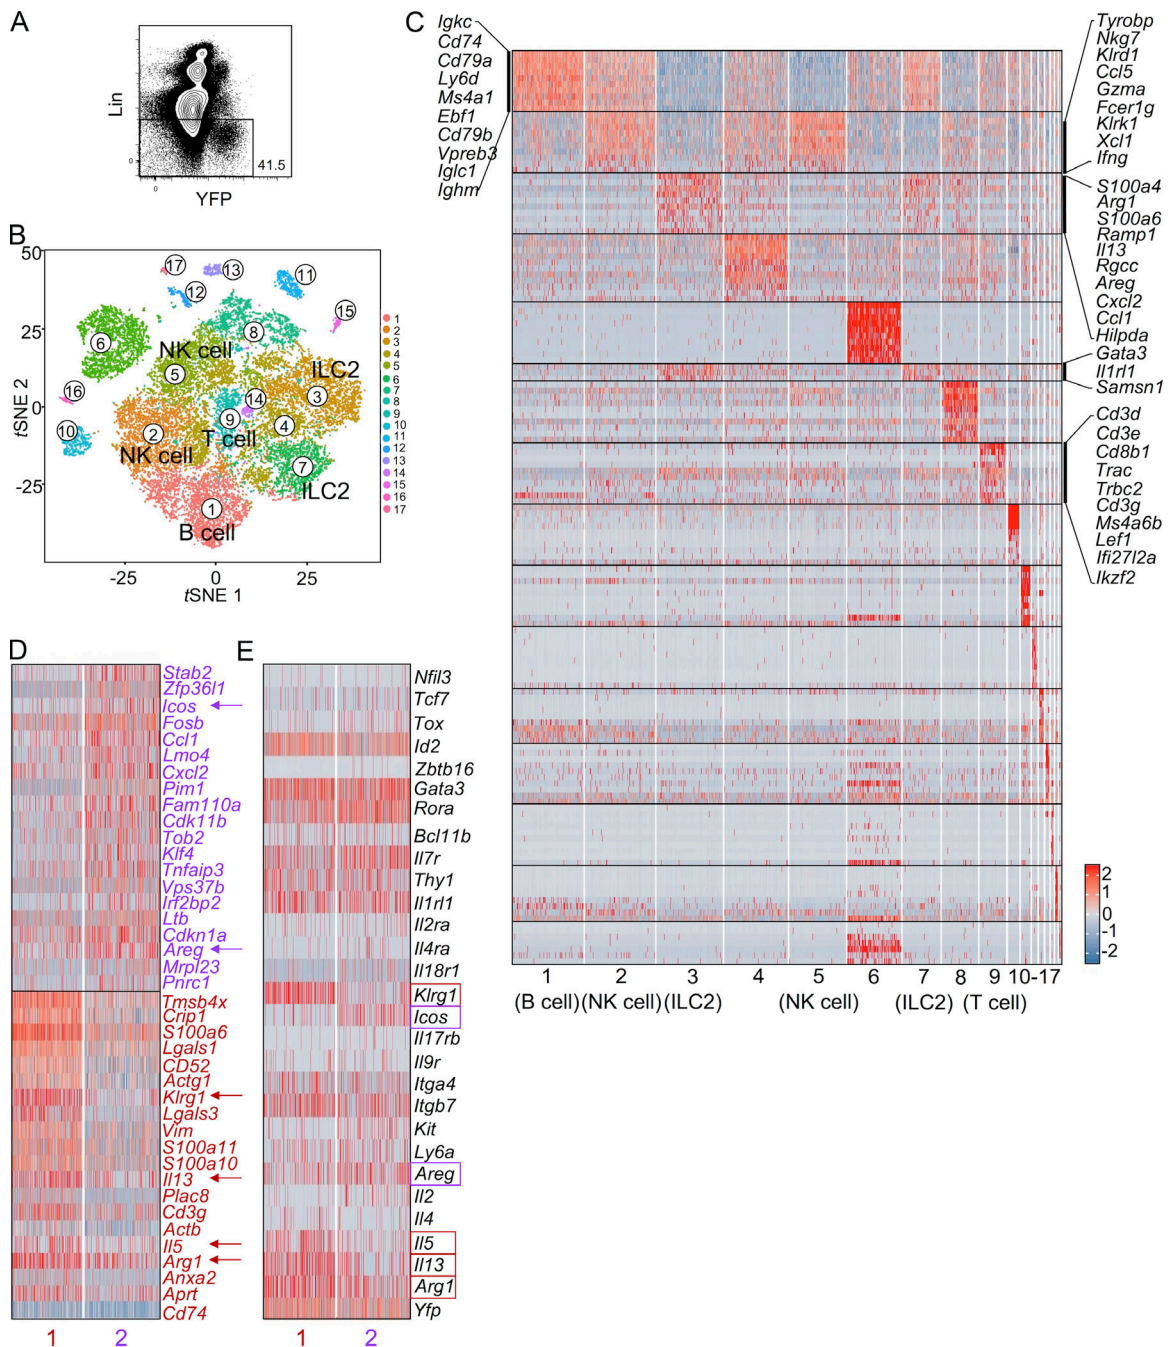 A
Lin
0
0
41.5
YFP
B
50
25
0
-25
-25
0
25
tSNE 2
tSNE 1
17
13
11
12
15
8
6
NK cell
ILC2
5
3
16
14
9
4
10
2
T cell
NK cell
7
ILC2
1
B cell
1
2
3
4
5
6
7
8
9
10
11
12
13
14
15
16
17
C
Igkc
Cd74
Cd79a
Ly6d
Ms4a1
Ebf1
Cd79b
Vpreb3
Iglc1
Ighm
Tyrobp
Nkg7
Klrd1
Ccl5
Gzma
Fcer1g
Klrk1
Xcl1
Ifng
S100a4
Arg1
S100a6
Ramp1
Il13
Rgcc
Areg
Cxcl2
Ccl1
Hilpda
Gata3
Il1rl1
Samsn1
Cd3d
Cd3e
Cd8b1
Trac
Trbc2
Cd3g
Ms4a6b
Lef1
Ifi27l2a
Ikzf2
2
1
0
-1
-2
1 2 3 4 5 6 7 8 9 10-17
(B cell) (NK cell) (ILC2) (NK cell) (ILC2) (T cell)
D
Stab2
Zfp36l1
Icos
Fosb
Ccl1
Lmo4
Cxcl2
Pim1
Fam110a
Cdk11b
Tob2
Klf4
Tnfaip3
Vps37b
Irf2bp2
Ltb
Cdkn1a
Areg
Mrpl23
Pnrc1
Tmsb4x
Crip1
S100a6
Lgals1
CD52
Actg1
Klrg1
Lgals3
Vim
S100a11
S100a10
Il13
Plac8
Cd3g
Actb
Il5
Arg1
Anxa2
Aprt
Cd74
1 2
E
Nfil3
Tcf7
Tox
Id2
Zbtb16
Gata3
Rora
Bcl11b
Il7r
Thy1
Il1rl1
Il2ra
Il4ra
Il18r1
Klrg1
Icos
Il17rb
Il9r
Itga4
Itgb7
Kit
Ly6a
Areg
Il2
Il4
Il5
Il13
Arg1
Yfp
1 2